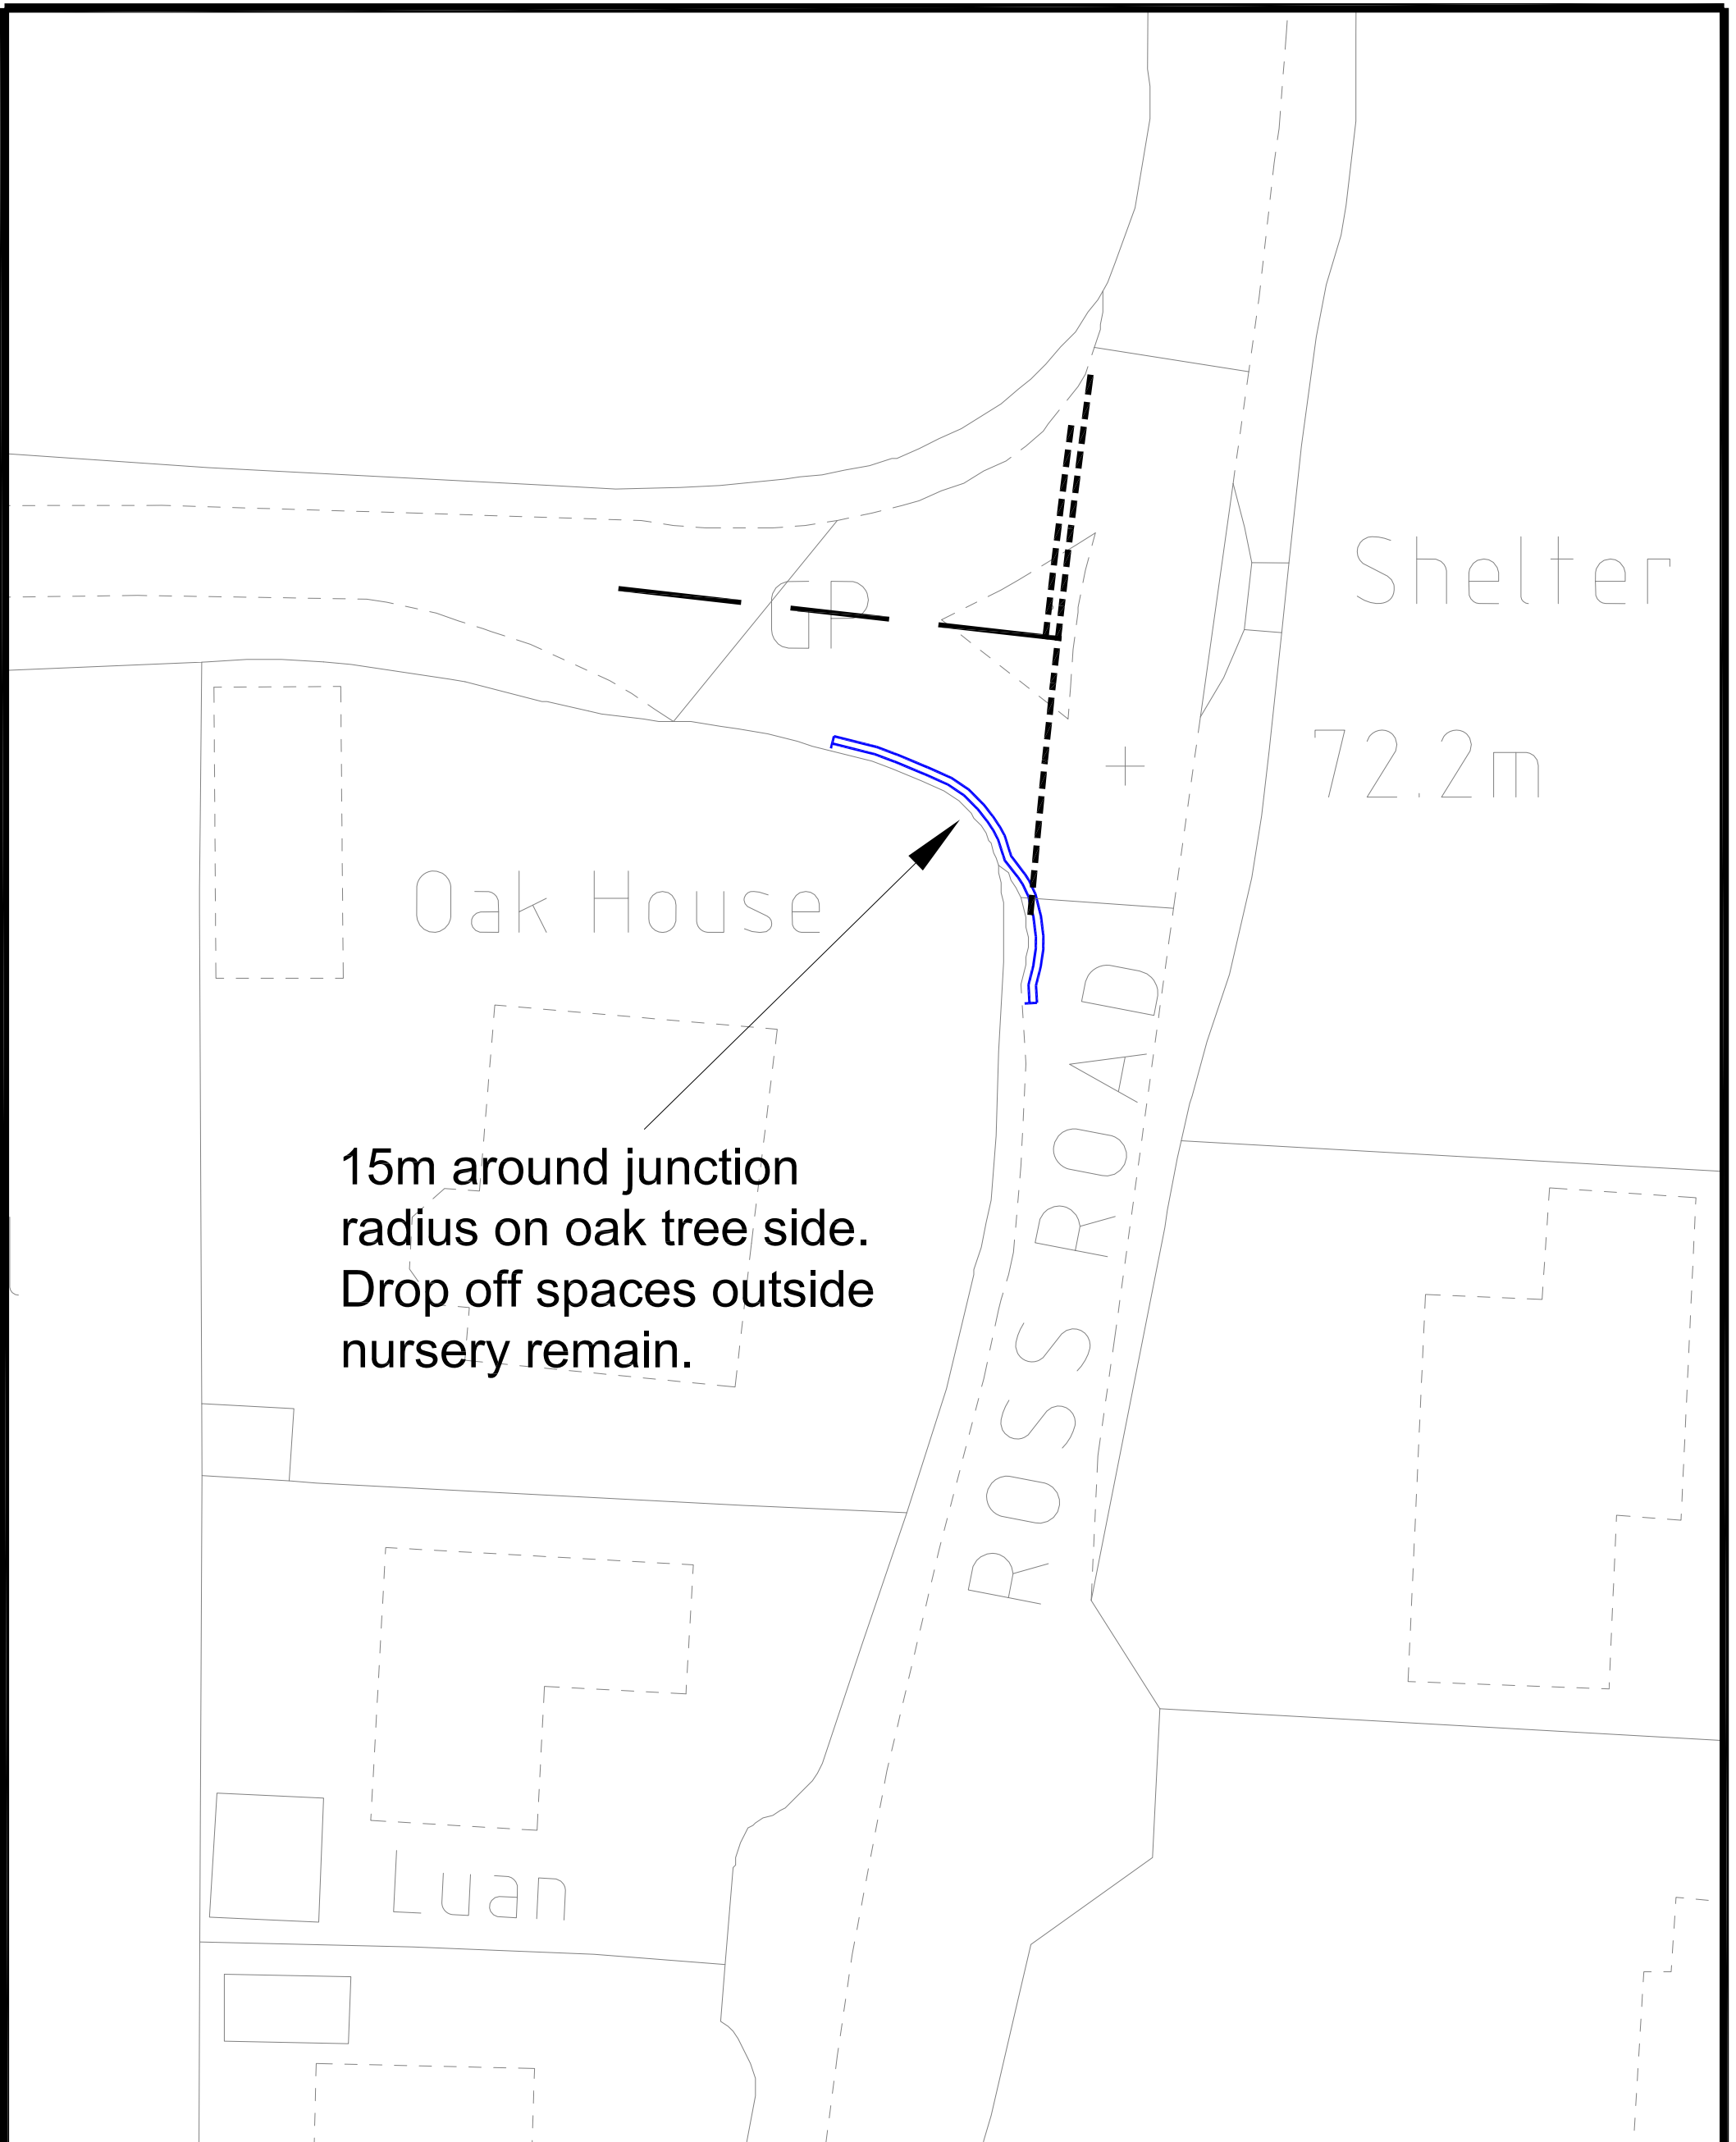 GP
Shelter
72.2m
Oak House
ROSS ROAD
15m around junction
radius on oak tree side.
Drop off spaces outside
nursery remain.
Luan